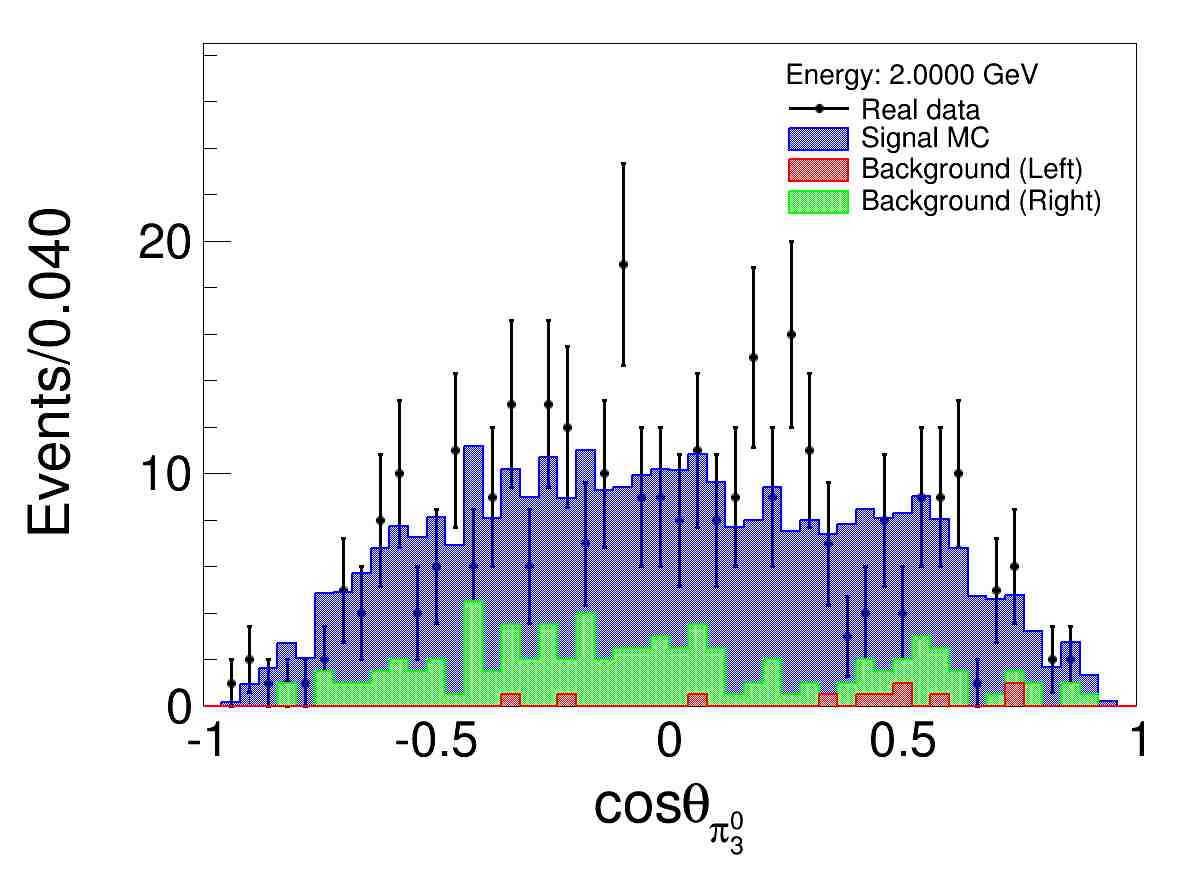 Energy: 2.0000 GeV
Real data
Signal MC
Background (Left)
Background (Right)
Events/0.040
20
10
0
-1 -0.5 0 0.5 1
cosθπ⁰₃